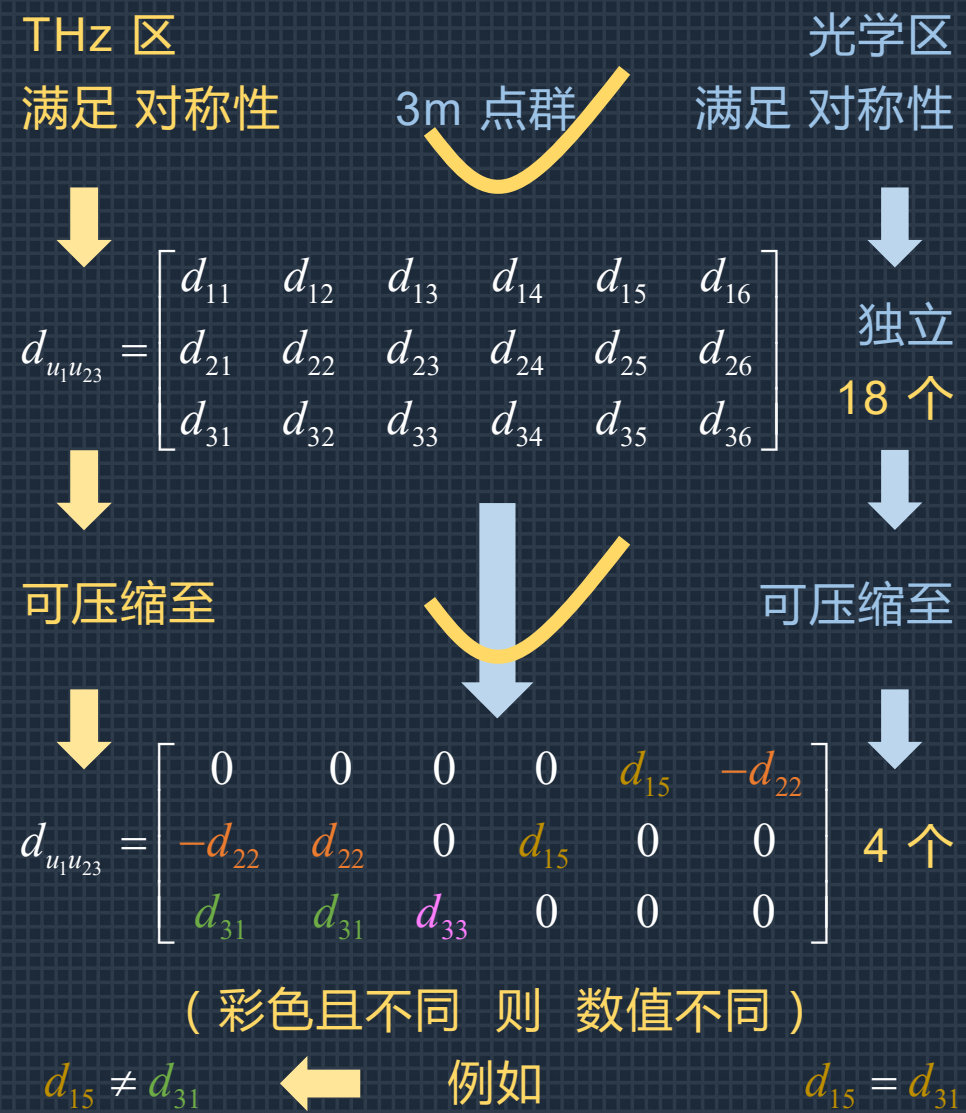 THz 区 光学区
满足 对称性 3m 点群 满足 对称性
d₁₁ d₁₂ d₁₃ d₁₄ d₁₅ d₁₆ 独立
d_{u₁u₂₃} = d₂₁ d₂₂ d₂₃ d₂₄ d₂₅ d₂₆
d₃₁ d₃₂ d₃₃ d₃₄ d₃₅ d₃₆ 18 个
可压缩至 可压缩至
0 0 0 0 d₁₅ −d₂₂
d_{u₁u₂₃} = −d₂₂ d₂₂ 0 d₁₅ 0 0 4 个
d₃₁ d₃₁ d₃₃ 0 0 0
( 彩色且不同 则 数值不同 )
d₁₅ ≠ d₃₁ 例如 d₁₅ = d₃₁